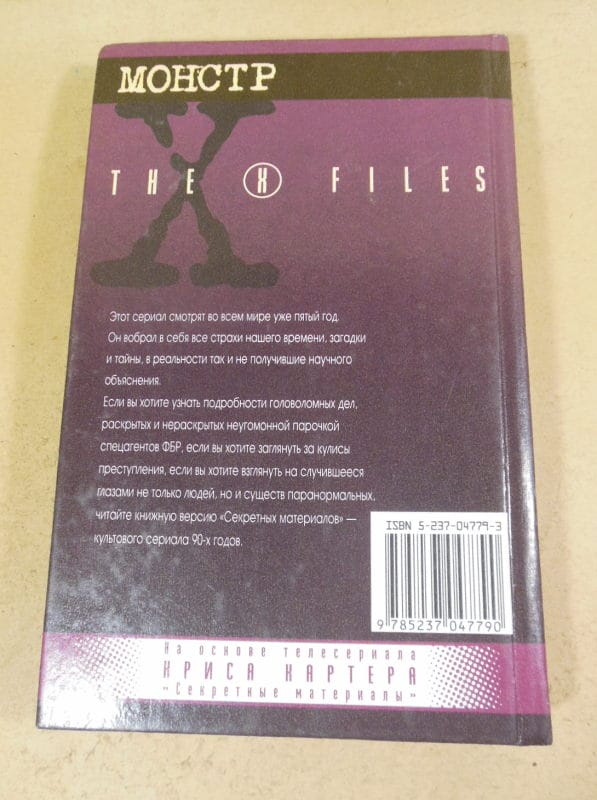 МОНСТР
THE X FILES
Этот сериал смотрят во всем мире уже пятый год.
Он вобрал в себя все страхи нашего времени, загадки
и тайны, в реальности так и не получившие научного
объяснения.
Если вы хотите узнать подробности головоломных дел,
раскрытых и нераскрытых неугомонной парочкой
спецагентов ФБР, если вы хотите заглянуть за кулисы
преступления, если вы хотите взглянуть на случившееся
глазами не только людей, но и существ паранормальных,
читайте книжную версию «Секретных материалов» —
культового сериала 90-х годов.
ISBN 5-237-04779-3
9 785237 047790
На основе телесериала
КРИСА КАРТЕРА
"Секретные материалы"